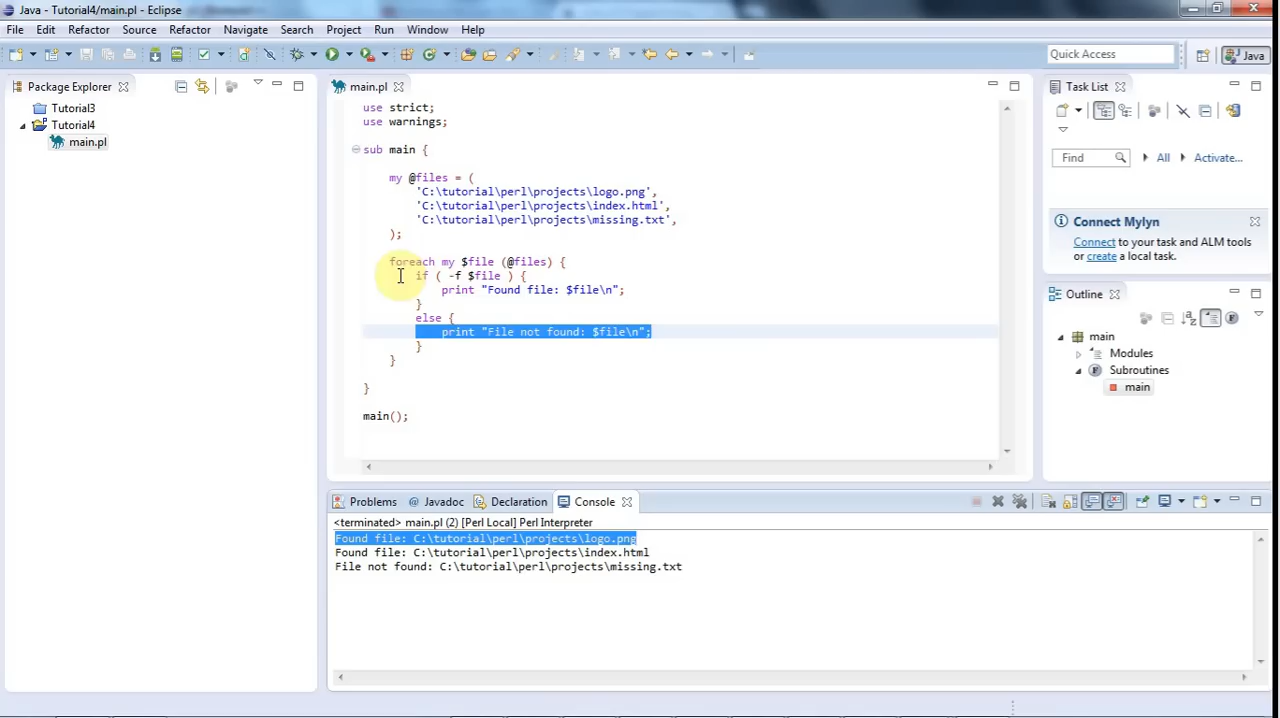 Java - Tutorial4/main.pl - Eclipse
File Edit Refactor Source Refactor Navigate Search Project Run Window Help
Quick Access
Java
Package Explorer
Tutorial3
Tutorial4
main.pl
main.pl
use strict;
use warnings;
sub main {
my @files = (
'C:\tutorial\perl\projects\logo.png',
'C:\tutorial\perl\projects\index.html',
'C:\tutorial\perl\projects\missing.txt',
);
foreach my $file (@files) {
if ( -f $file ) {
print "Found file: $file\n";
}
else {
print "File not found: $file\n";
}
}
}
main();
Task List
Find All Activate...
Connect Mylyn
Connect to your task and ALM tools
or create a local task.
Outline
main
Modules
Subroutines
main
Problems @ Javadoc Declaration Console
<terminated> main.pl (2) [Perl Local] Perl Interpreter
Found file: C:\tutorial\perl\projects\logo.png
Found file: C:\tutorial\perl\projects\index.html
File not found: C:\tutorial\perl\projects\missing.txt